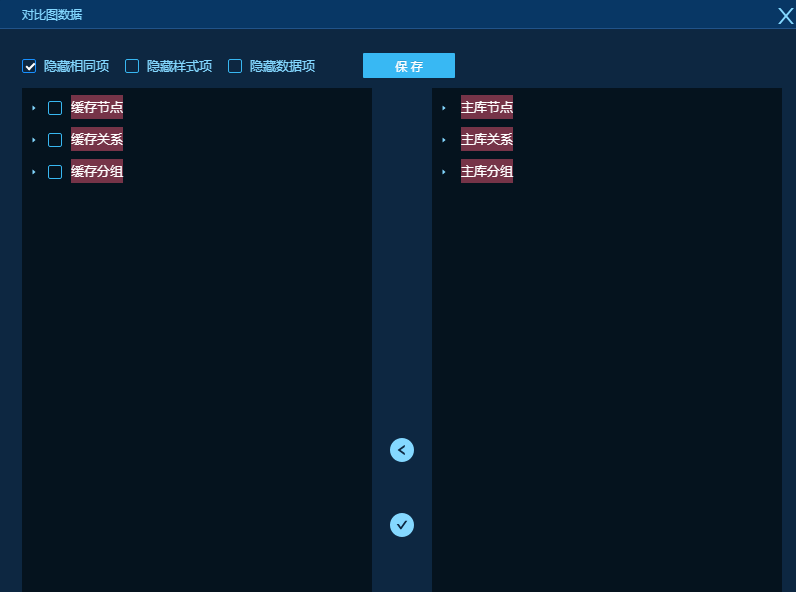 对比图数据
隐藏相同项 隐藏样式项 隐藏数据项 保存
缓存节点
缓存关系
缓存分组
主库节点
主库关系
主库分组